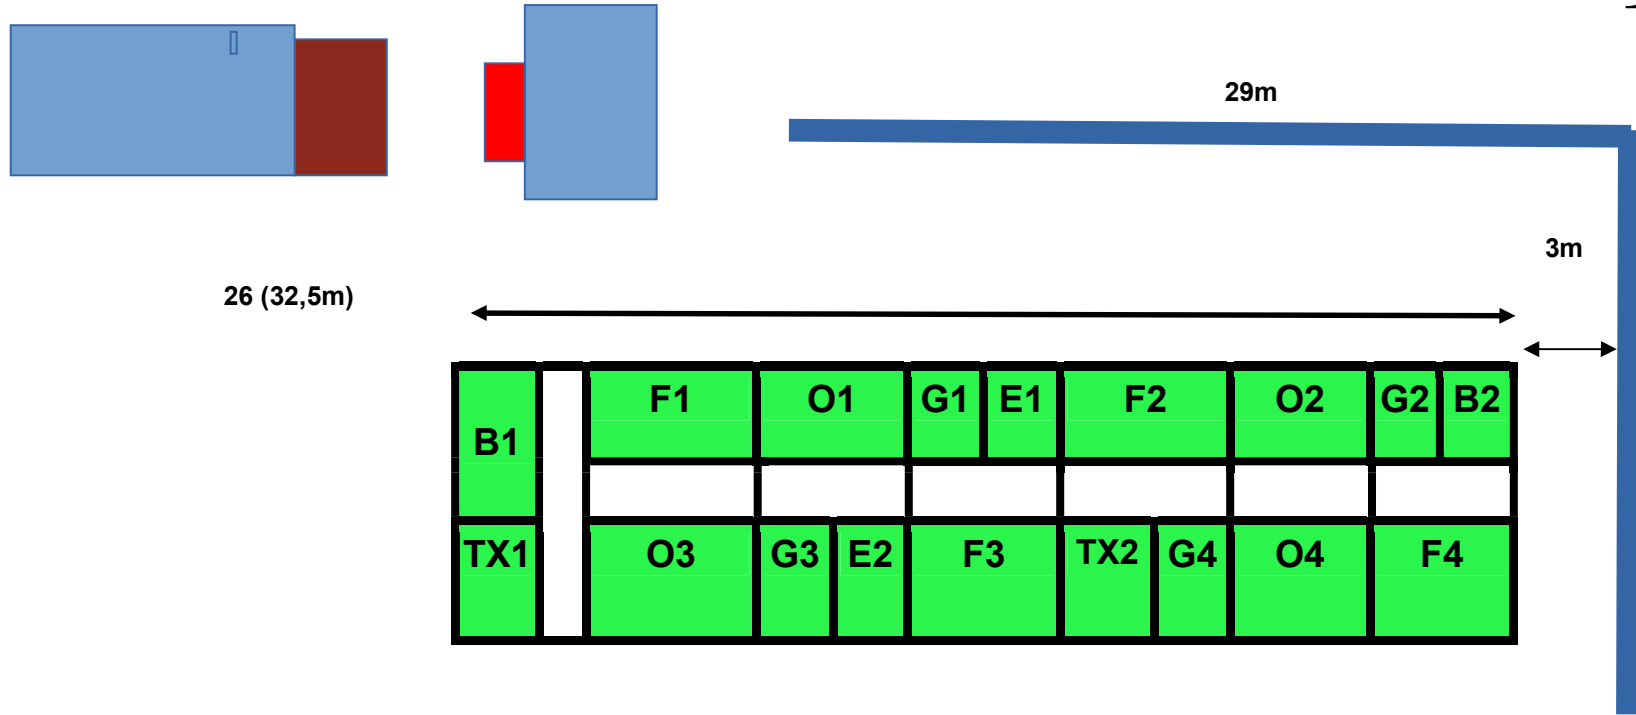 29m
3m
26 (32,5m)
F1 O1 G1 E1 F2 O2 G2 B2
B1
TX1 O3 G3 E2 F3 TX2 G4 O4 F4